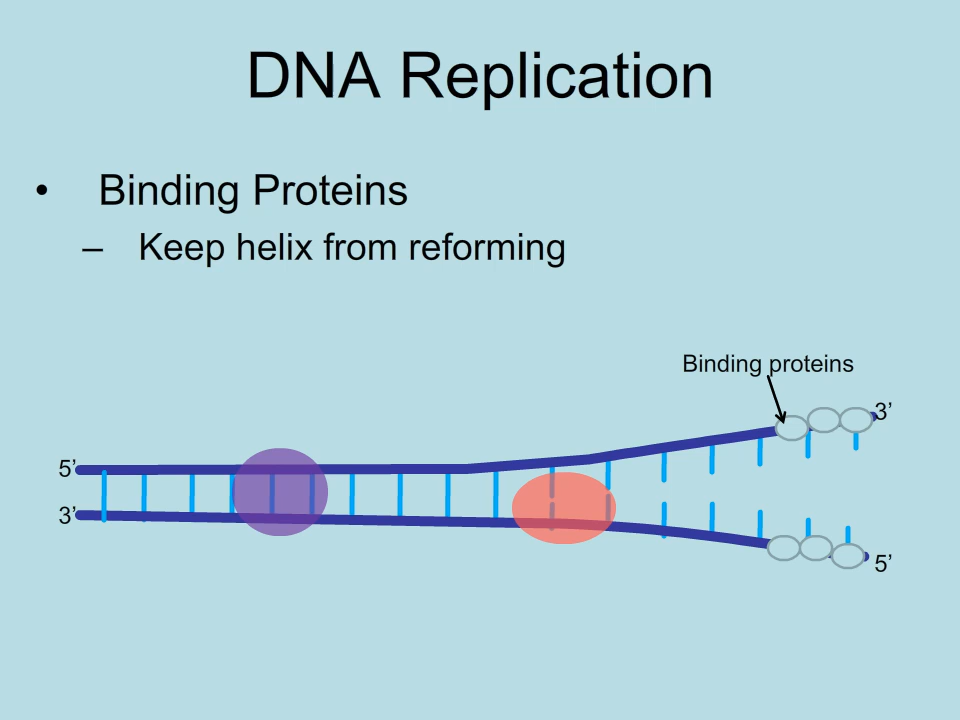 DNA Replication
• Binding Proteins
– Keep helix from reforming
Binding proteins
3’
5’
3’
5’